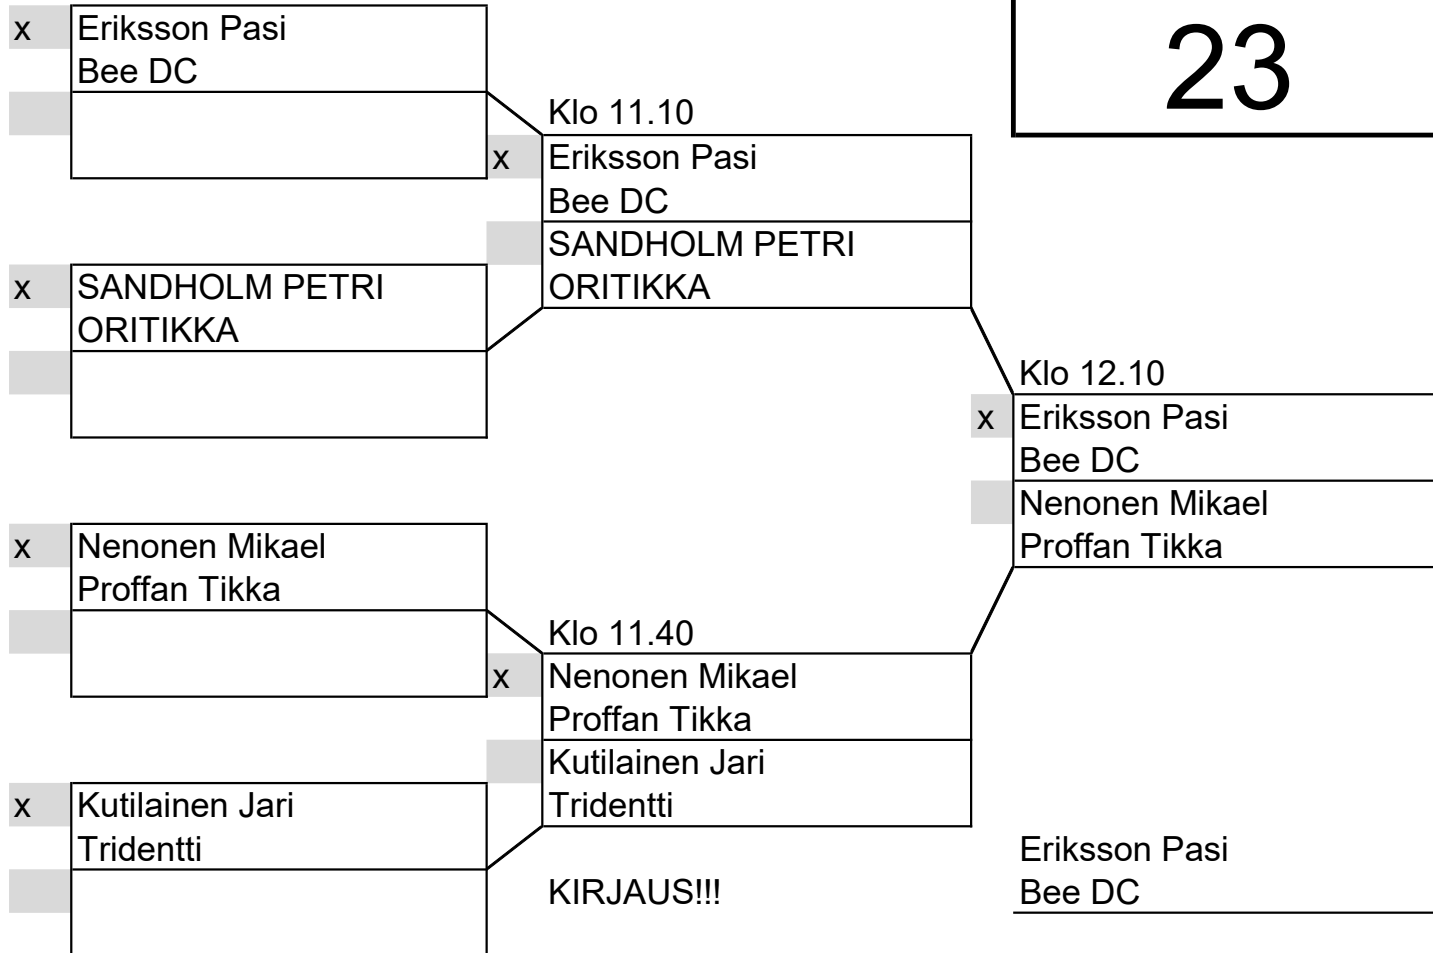 x Eriksson Pasi
Bee DC
23
Klo 11.10
x Eriksson Pasi
Bee DC
SANDHOLM PETRI
ORITIKKA
x SANDHOLM PETRI
ORITIKKA
Klo 12.10
x Eriksson Pasi
Bee DC
Nenonen Mikael
Proffan Tikka
x Nenonen Mikael
Proffan Tikka
Klo 11.40
x Nenonen Mikael
Proffan Tikka
Kutilainen Jari
Tridentti
x Kutilainen Jari
Tridentti
KIRJAUS!!!
Eriksson Pasi
Bee DC